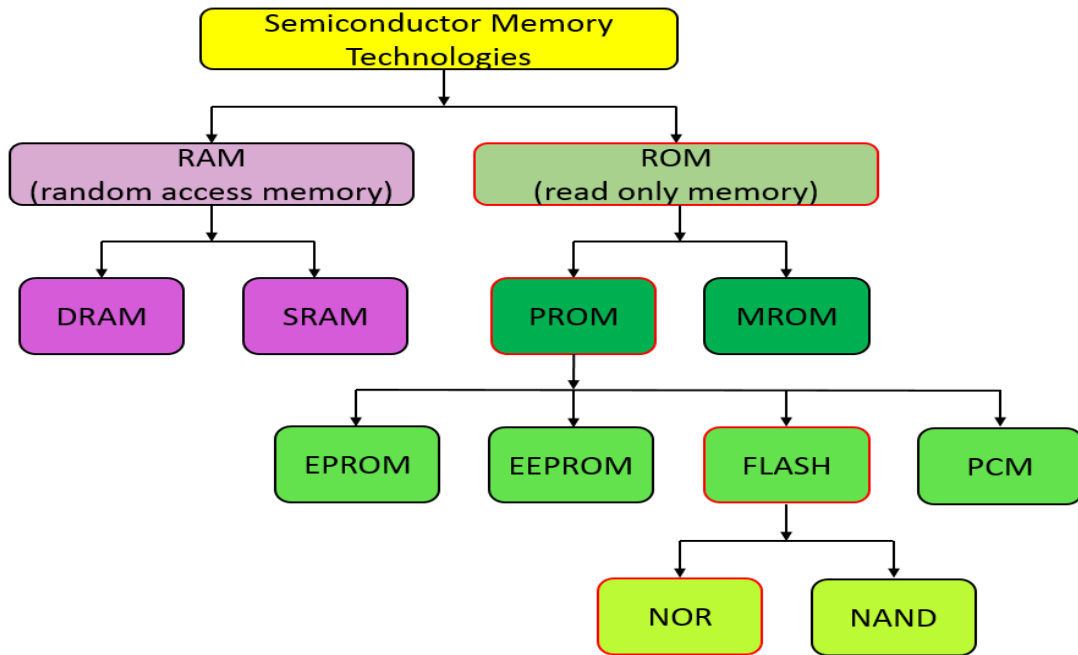 Semiconductor Memory
Technologies
RAM
(random access memory)
ROM
(read only memory)
DRAM
SRAM
PROM
MROM
EPROM
EEPROM
FLASH
PCM
NOR
NAND